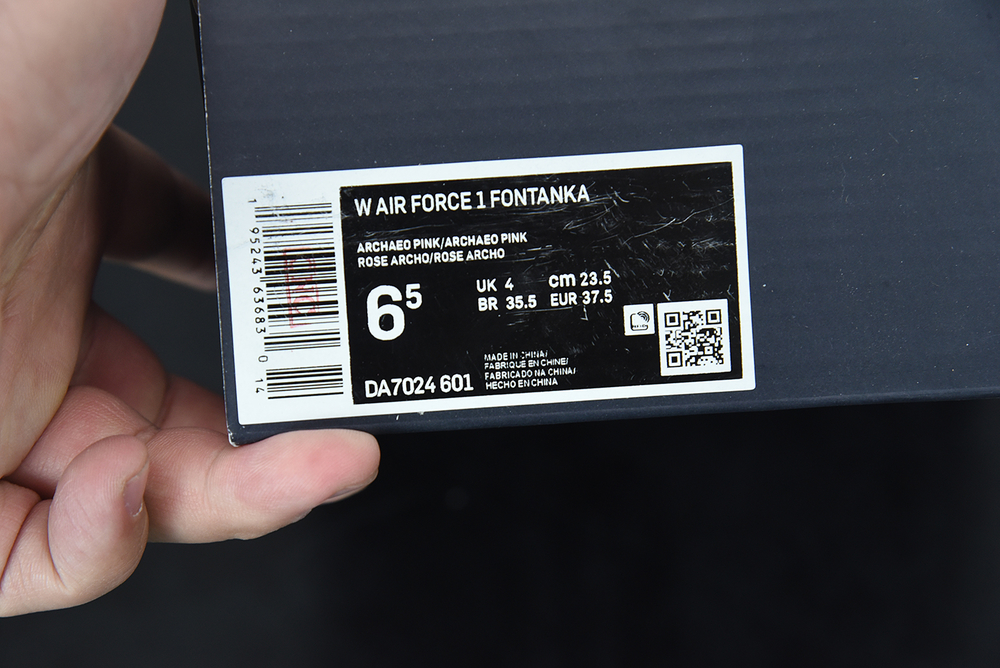 W AIR FORCE 1 FONTANKA
ARCHAEO PINK/ARCHAEO PINK
ROSE ARCHO/ROSE ARCHO
6 5
UK 4 cm 23.5
BR 35.5 EUR 37.5
MADE IN CHINA/
FABRIQUE EN CHINE/
FABRICADO NA CHINA/
HECHO EN CHINA
DA7024 601
1 95243 63683 0 14